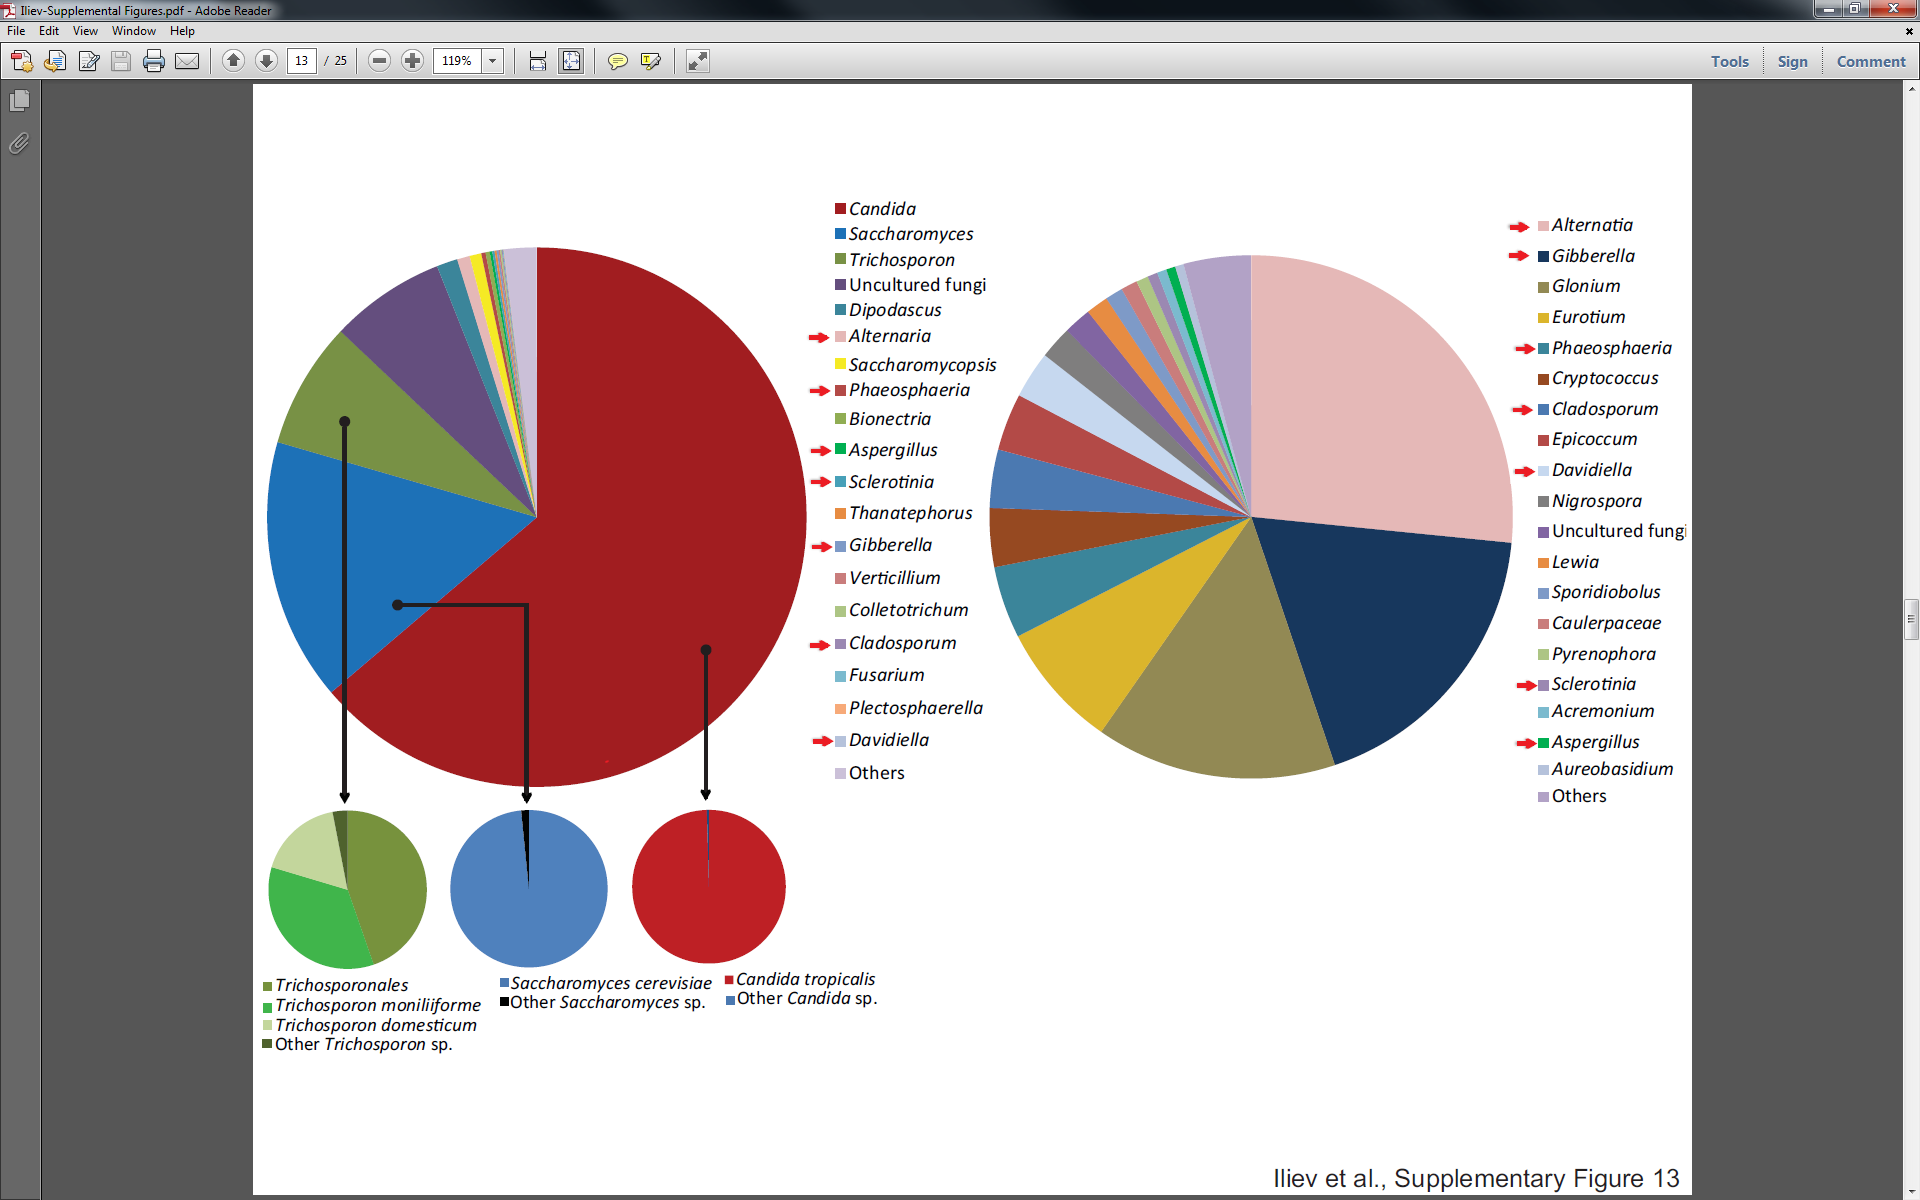 Iliev-Supplemental Figures.pdf - Adobe Reader
File Edit View Window Help
13 / 25 119% Tools Sign Comment
Candida
Saccharomyces
Trichosporon
Uncultured fungi
Dipodascus
Alternaria
Saccharomycopsis
Phaeosphaeria
Bionectria
Aspergillus
Sclerotinia
Thanatephorus
Gibberella
Verticillium
Colletotrichum
Cladosporum
Fusarium
Plectosphaerella
Davidiella
Others
Alternatia
Gibberella
Glonium
Eurotium
Phaeosphaeria
Cryptococcus
Cladosporum
Epicoccum
Davidiella
Nigrospora
Uncultured fungi
Lewia
Sporidiobolus
Caulerpaceae
Pyrenophora
Sclerotinia
Acremonium
Aspergillus
Aureobasidium
Others
Trichosporonales
Trichosporon moniliiforme
Trichosporon domesticum
Other Trichosporon sp.
Saccharomyces cerevisiae
Other Saccharomyces sp.
Candida tropicalis
Other Candida sp.
Iliev et al., Supplementary Figure 13